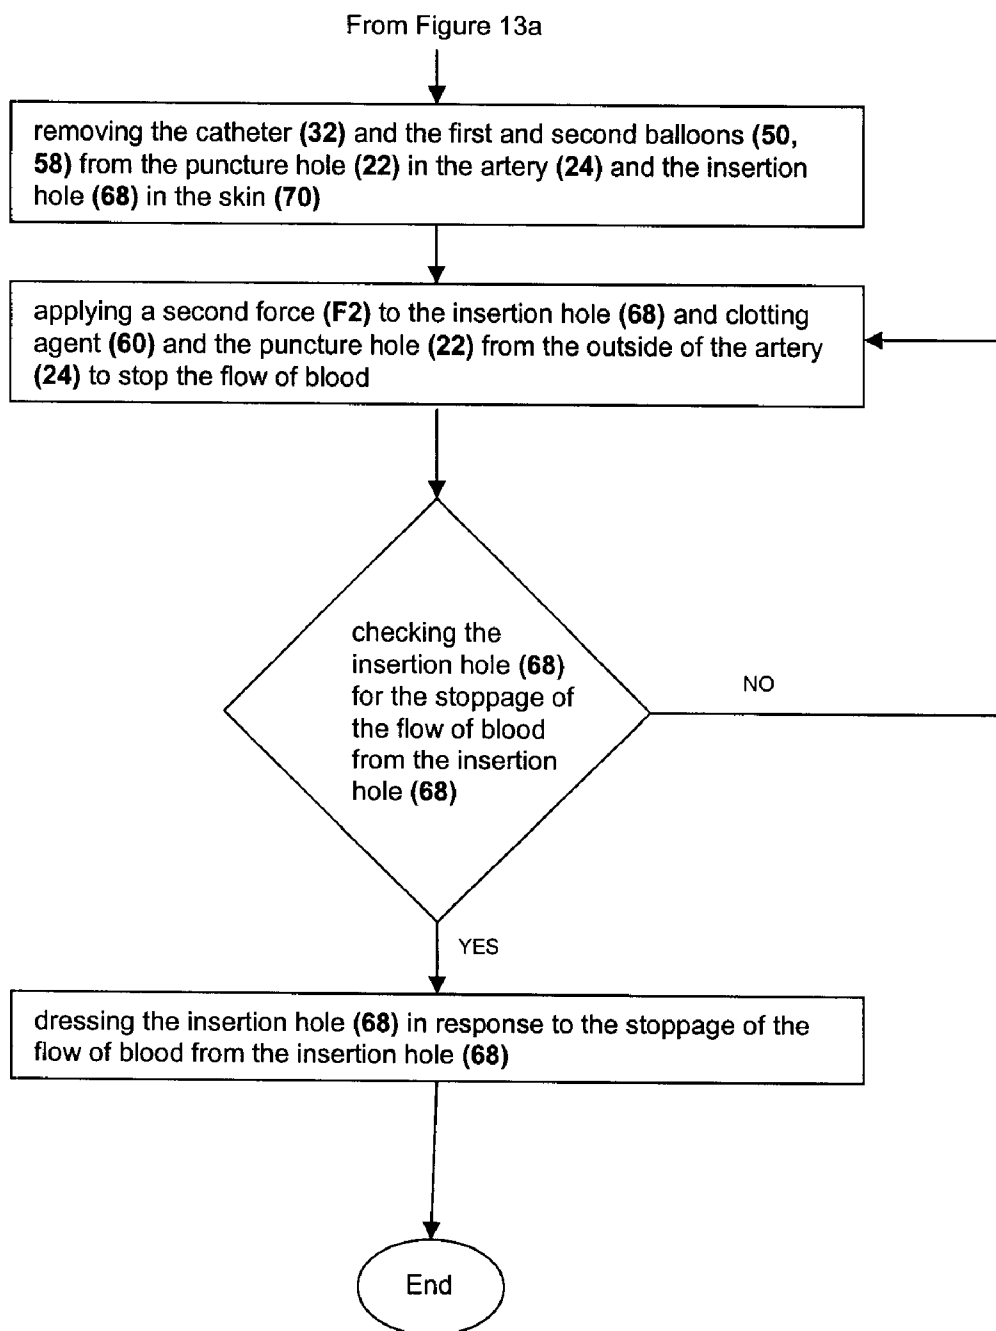 From Figure 13a
removing the catheter (32) and the first and second balloons (50,
58) from the puncture hole (22) in the artery (24) and the insertion
hole (68) in the skin (70)
applying a second force (F2) to the insertion hole (68) and clotting
agent (60) and the puncture hole (22) from the outside of the artery
(24) to stop the flow of blood
checking the
insertion hole (68)
for the stoppage of
the flow of blood
from the insertion
hole (68)
NO
YES
dressing the insertion hole (68) in response to the stoppage of the
flow of blood from the insertion hole (68)
End